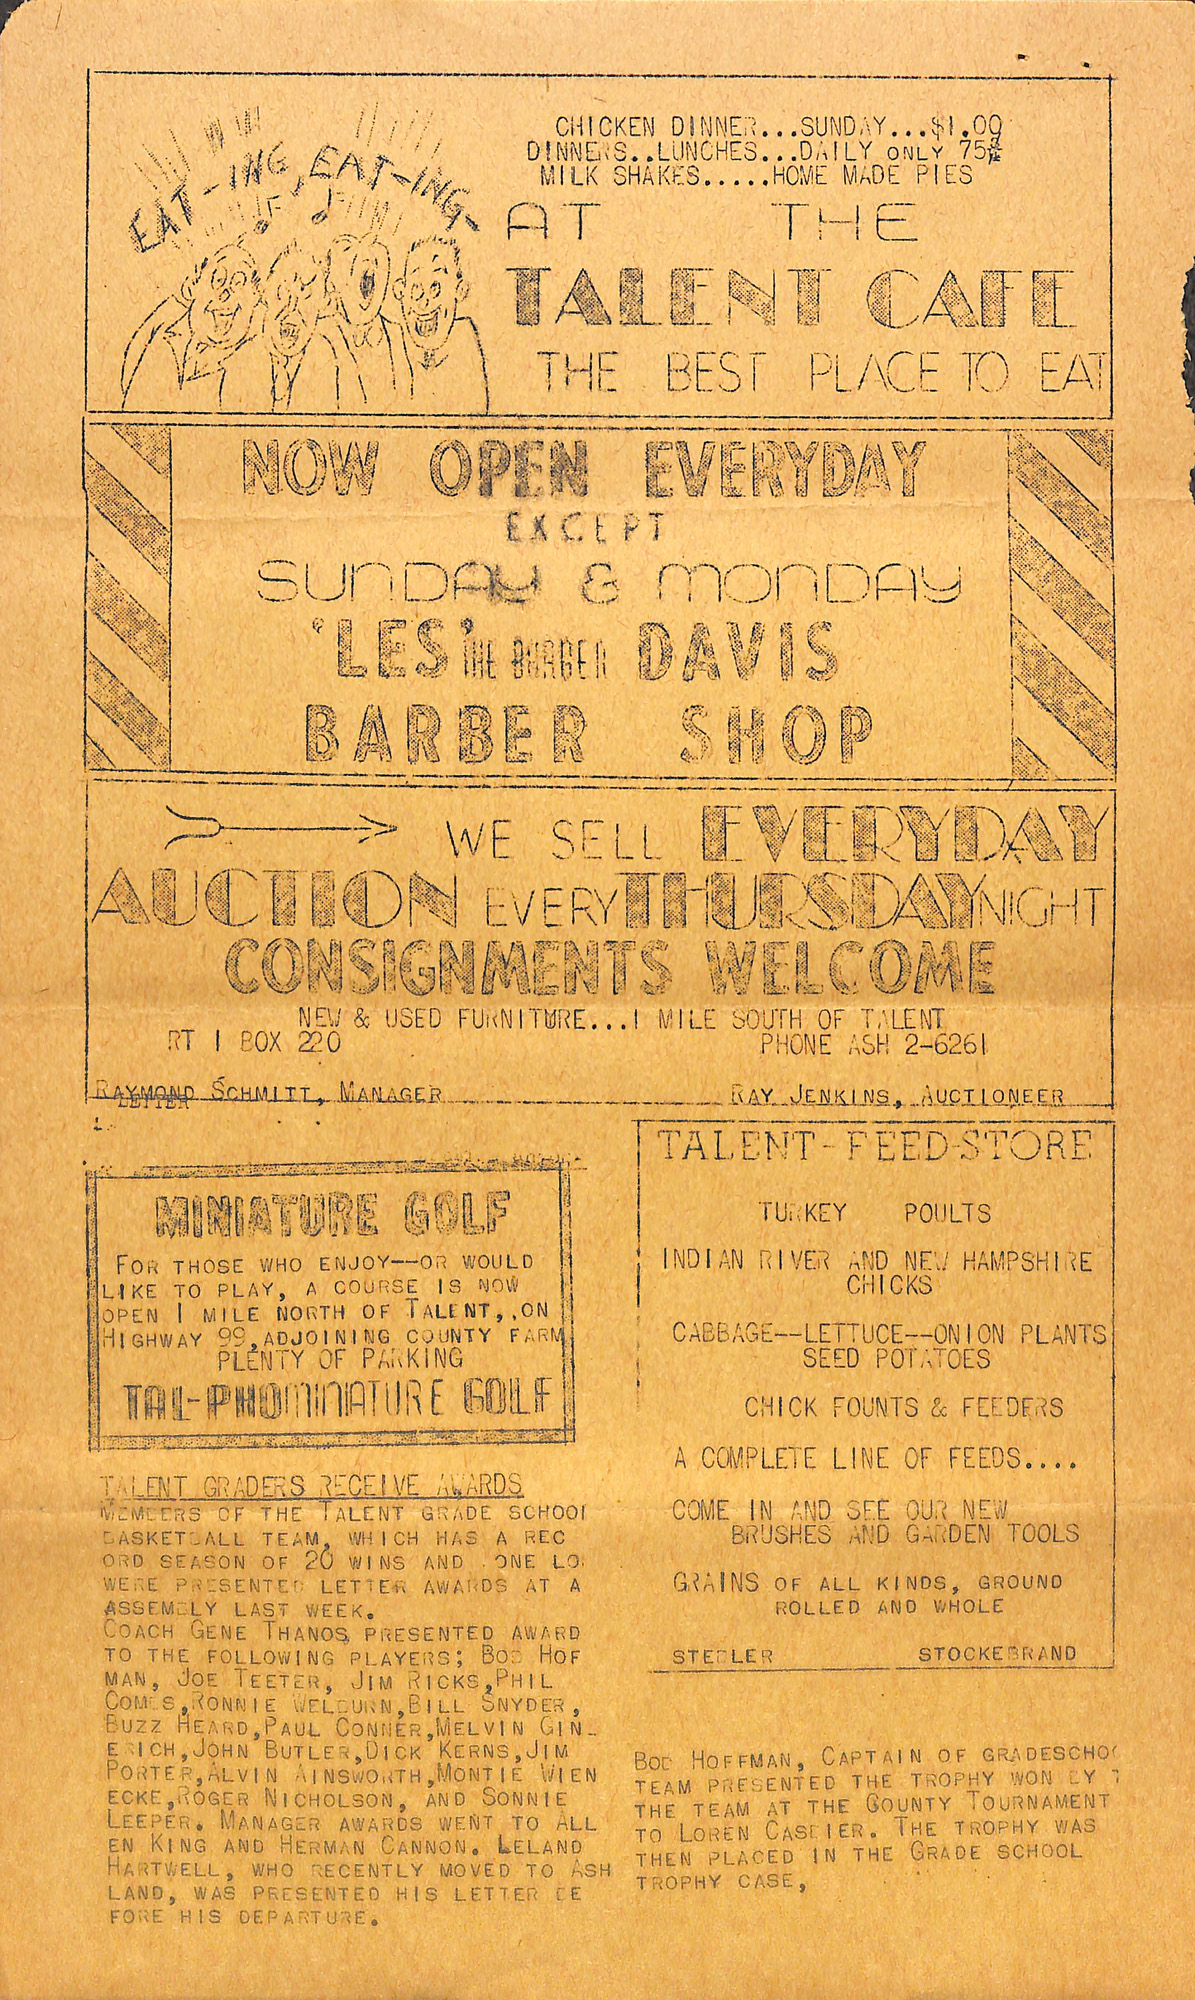 EAT-ING, EAT-ING-
CHICKEN DINNER...SUNDAY...$1.00
DINNERS..LUNCHES...DAILY ONLY 75¢
MILK SHAKES.....HOME MADE PIES
AT THE
TALENT CAFE
THE BEST PLACE TO EAT
NOW OPEN EVERYDAY
EXCEPT
SUNDAY & MONDAY
'LES' THE BARBER DAVIS
BARBER SHOP
WE SELL EVERYDAY
AUCTION EVERY THURSDAY NIGHT
CONSIGNMENTS WELCOME
NEW & USED FURNITURE...1 MILE SOUTH OF TALENT
RT 1 BOX 220 PHONE ASH 2-6261
RAYMOND SCHMITT, MANAGER RAY JENKINS, AUCTIONEER
LETTER
MINIATURE GOLF
FOR THOSE WHO ENJOY--OR WOULD
LIKE TO PLAY, A COURSE IS NOW
OPEN 1 MILE NORTH OF TALENT, ON
HIGHWAY 99, ADJOINING COUNTY FARM
PLENTY OF PARKING
TAL-PHO MINIATURE GOLF
TALENT GRADERS RECEIVE AWARDS
MEMBERS OF THE TALENT GRADE SCHOOL
BASKETBALL TEAM, WHICH HAS A REC
ORD SEASON OF 20 WINS AND ONE LO
WERE PRESENTED LETTER AWARDS AT A
ASSEMBLY LAST WEEK.
COACH GENE THANOS PRESENTED AWARD
TO THE FOLLOWING PLAYERS; BOB HOF
MAN, JOE TEETER, JIM RICKS, PHIL
COMBS, RONNIE WELBURN, BILL SNYDER,
BUZZ HEARD, PAUL CONNER, MELVIN GIN-
ERICH, JOHN BUTLER, DICK KERNS, JIM
PORTER, ALVIN AINSWORTH, MONTIE WIEN
ECKE, ROGER NICHOLSON, AND SONNIE
LEEPER. MANAGER AWARDS WENT TO ALL
EN KING AND HERMAN CANNON. LELAND
HARTWELL, WHO RECENTLY MOVED TO ASH
LAND, WAS PRESENTED HIS LETTER BE
FORE HIS DEPARTURE.
TALENT-FEED-STORE
TURKEY POULTS
INDIAN RIVER AND NEW HAMPSHIRE
CHICKS
CABBAGE--LETTUCE--ONION PLANTS
SEED POTATOES
CHICK FOUNTS & FEEDERS
A COMPLETE LINE OF FEEDS....
COME IN AND SEE OUR NEW
BRUSHES AND GARDEN TOOLS
GRAINS OF ALL KINDS, GROUND
ROLLED AND WHOLE
STEBLER STOCKEBRAND
BOB HOFFMAN, CAPTAIN OF GRADESCHO
TEAM PRESENTED THE TROPHY WON BY T
THE TEAM AT THE COUNTY TOURNAMENT
TO LOREN CASEIER. THE TROPHY WAS
THEN PLACED IN THE GRADE SCHOOL
TROPHY CASE,